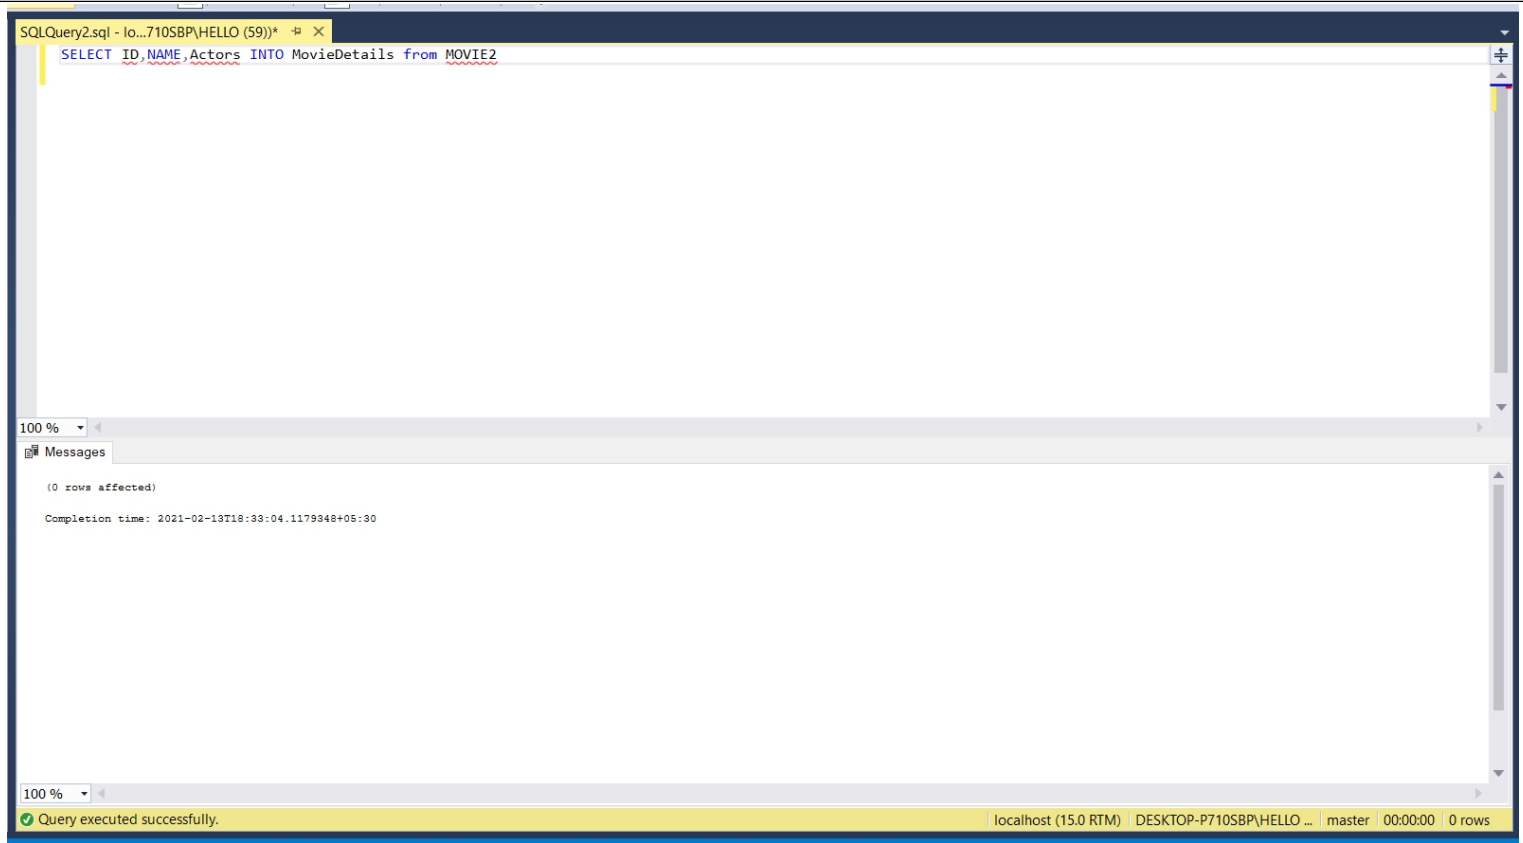 SQLQuery2.sql - lo...710SBP\HELLO (59))*
SELECT ID,NAME,Actors INTO MovieDetails from MOVIE2
100 %
Messages
(0 rows affected)
Completion time: 2021-02-13T18:33:04.1179348+05:30
100 %
Query executed successfully. localhost (15.0 RTM) DESKTOP-P710SBP\HELLO ... master 00:00:00 0 rows